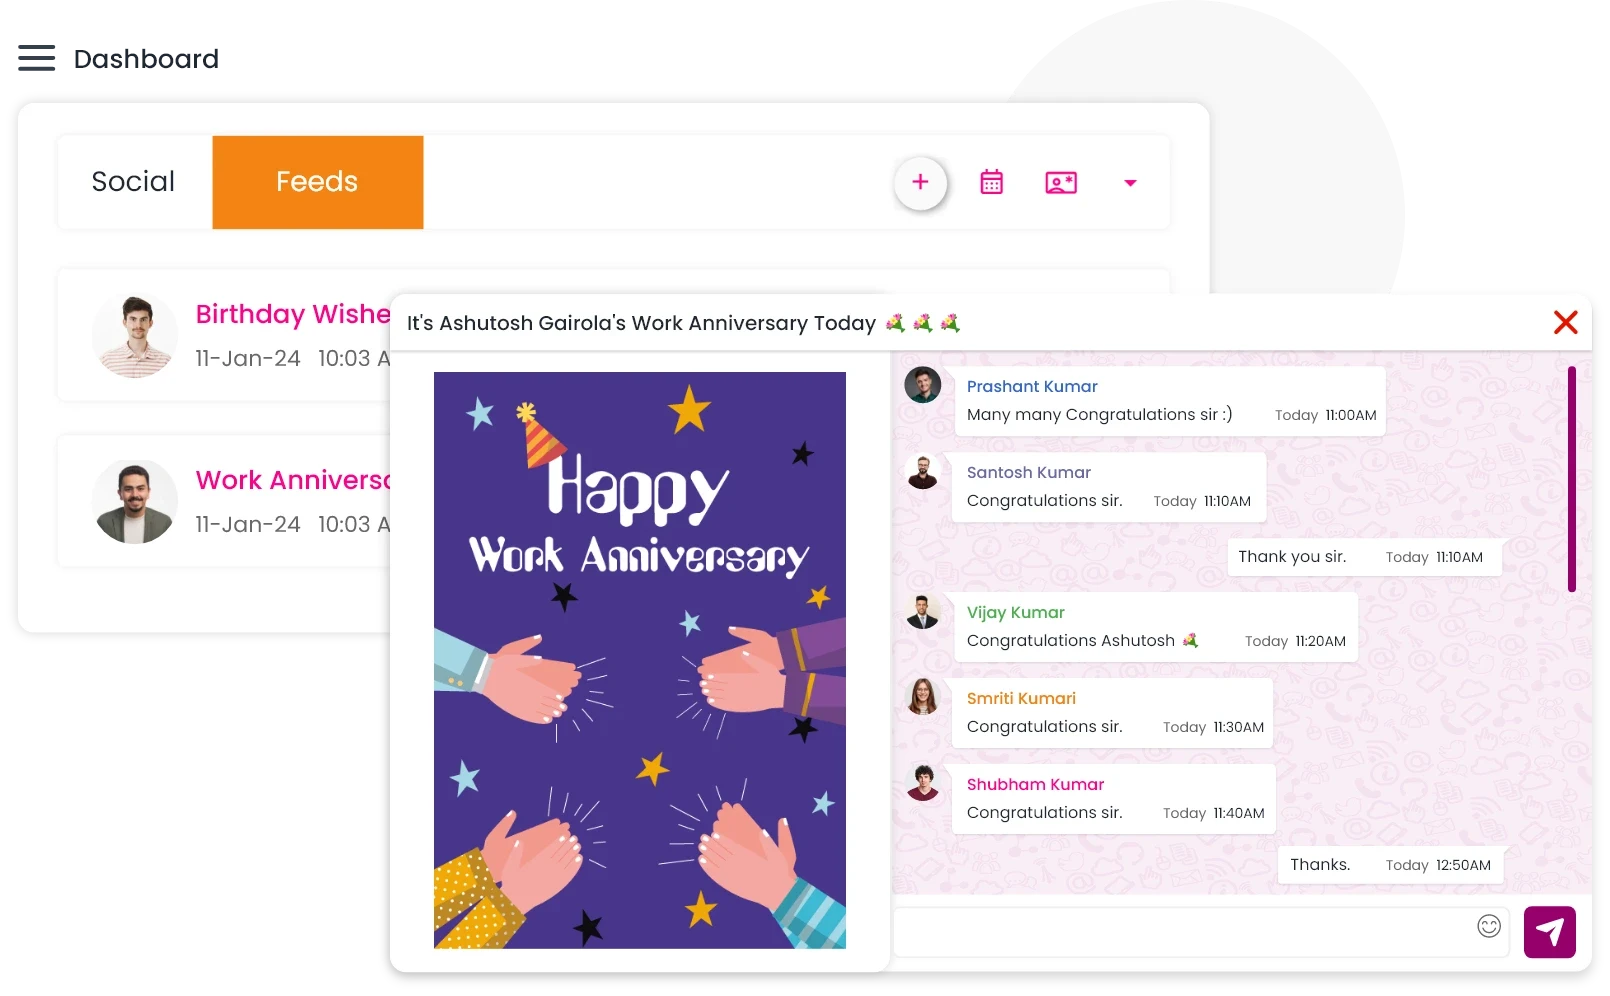 Dashboard
Social
Feeds
Birthday Wishe
11-Jan-24 10:03 A
Work Anniversa
11-Jan-24 10:03 A
It's Ashutosh Gairola's Work Anniversary Today 💐 💐 💐
Happy
Work Anniversary
Prashant Kumar
Many many Congratulations sir :) Today 11:00AM
Santosh Kumar
Congratulations sir. Today 11:10AM
Thank you sir. Today 11:10AM
Vijay Kumar
Congratulations Ashutosh 💐 Today 11:20AM
Smriti Kumari
Congratulations sir. Today 11:30AM
Shubham Kumar
Congratulations sir. Today 11:40AM
Thanks. Today 12:50AM